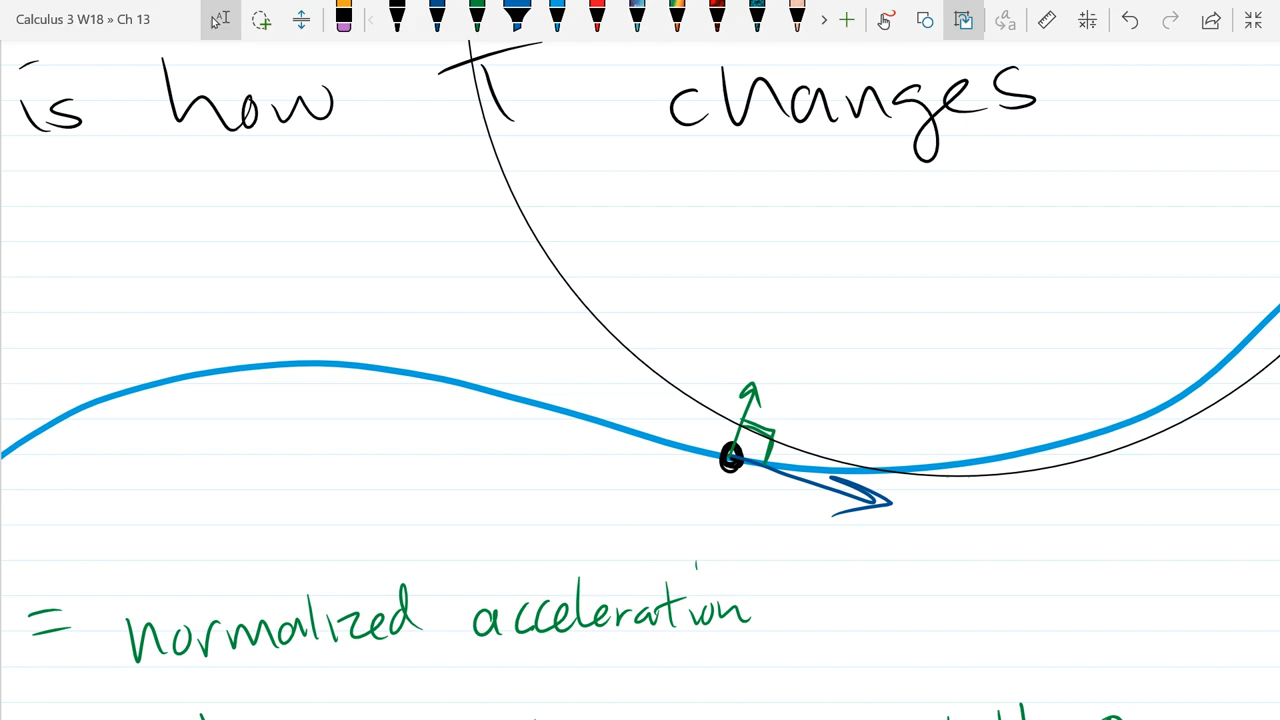 Calculus 3 W18 » Ch 13
is how T changes
= normalized acceleration